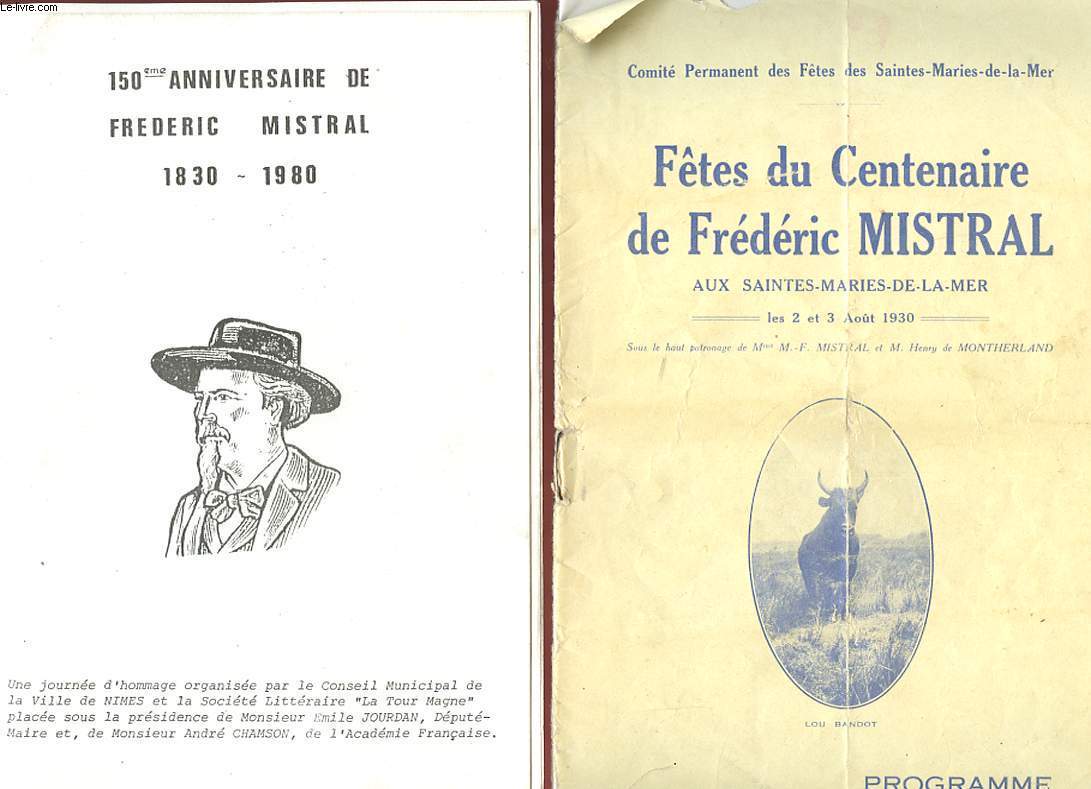 Le-livre.com
150eme ANNIVERSAIRE DE
FREDERIC MISTRAL
1830 - 1980
Une journée d'hommage organisée par le Conseil Municipal de
la Ville de NIMES et la Société Littéraire "La Tour Magne"
placée sous la présidence de Monsieur Emile JOURDAN, Député-
Maire et, de Monsieur André CHAMSON, de l'Académie Française.
Comité Permanent des Fêtes des Saintes-Maries-de-la-Mer
Fêtes du Centenaire
de Frédéric MISTRAL
AUX SAINTES-MARIES-DE-LA-MER
les 2 et 3 Août 1930
Sous le haut patronage de Mme M.-F. MISTRAL et M. Henry de MONTHERLAND
LOU BANDOT
PROGRAMME